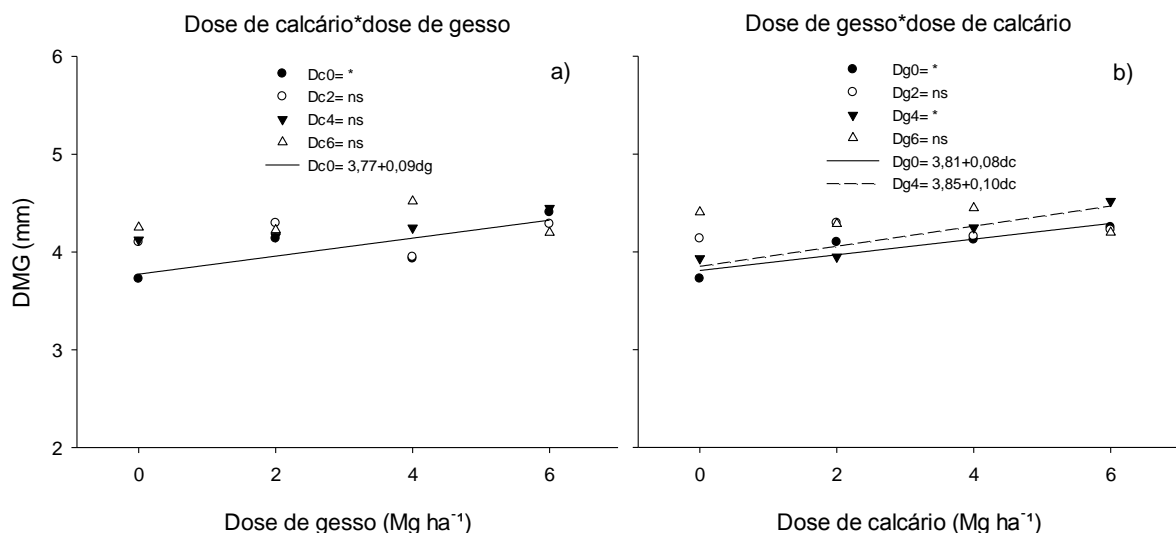 Dose de calcário*dose de gesso
a)
Dc0= *
Dc2= ns
Dc4= ns
Dc6= ns
Dc0= 3,77+0,09dg
DMG (mm)
6
5
4
3
2
0 2 4 6
Dose de gesso (Mg ha⁻¹)
Dose de gesso*dose de calcário
b)
Dg0= *
Dg2= ns
Dg4= *
Dg6= ns
Dg0= 3,81+0,08dc
Dg4= 3,85+0,10dc
0 2 4 6
Dose de calcário (Mg ha⁻¹)